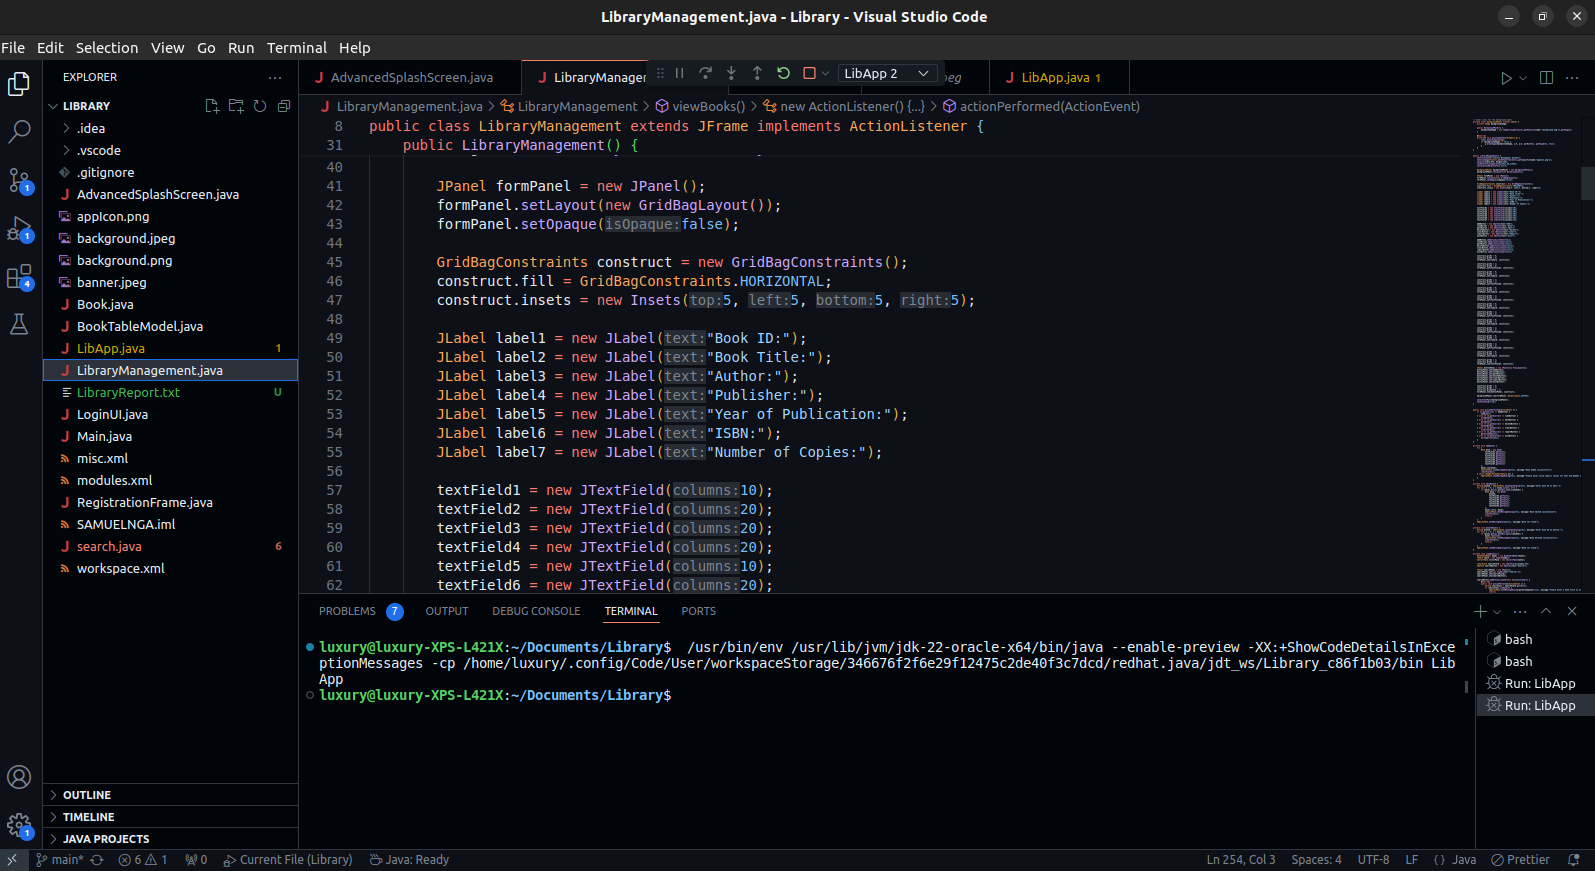 LibraryManagement.java - Library - Visual Studio Code
File Edit Selection View Go Run Terminal Help
EXPLORER
LIBRARY
.idea
.vscode
.gitignore
AdvancedSplashScreen.java
appIcon.png
background.jpeg
background.png
banner.jpeg
Book.java
BookTableModel.java
LibApp.java 1
LibraryManagement.java
LibraryReport.txt U
LoginUI.java
Main.java
misc.xml
modules.xml
RegistrationFrame.java
SAMUELNGA.iml
search.java 6
workspace.xml
OUTLINE
TIMELINE
JAVA PROJECTS
1
1
4
1
AdvancedSplashScreen.java LibraryManager LibApp 2 peg LibApp.java 1
LibraryManagement.java > LibraryManagement > viewBooks() > new ActionListener() {...} > actionPerformed(ActionEvent)
8 public class LibraryManagement extends JFrame implements ActionListener {
31 public LibraryManagement() {
40
41 JPanel formPanel = new JPanel();
42 formPanel.setLayout(new GridBagLayout());
43 formPanel.setOpaque(isOpaque:false);
44
45 GridBagConstraints construct = new GridBagConstraints();
46 construct.fill = GridBagConstraints.HORIZONTAL;
47 construct.insets = new Insets(top:5, left:5, bottom:5, right:5);
48
49 JLabel label1 = new JLabel(text:"Book ID:");
50 JLabel label2 = new JLabel(text:"Book Title:");
51 JLabel label3 = new JLabel(text:"Author:");
52 JLabel label4 = new JLabel(text:"Publisher:");
53 JLabel label5 = new JLabel(text:"Year of Publication:");
54 JLabel label6 = new JLabel(text:"ISBN:");
55 JLabel label7 = new JLabel(text:"Number of Copies:");
56
57 textField1 = new JTextField(columns:10);
58 textField2 = new JTextField(columns:20);
59 textField3 = new JTextField(columns:20);
60 textField4 = new JTextField(columns:20);
61 textField5 = new JTextField(columns:10);
62 textField6 = new JTextField(columns:20);
PROBLEMS 7 OUTPUT DEBUG CONSOLE TERMINAL PORTS
luxury@luxury-XPS-L421X:~/Documents/Library$ /usr/bin/env /usr/lib/jvm/jdk-22-oracle-x64/bin/java --enable-preview -XX:+ShowCodeDetailsInExce
ptionMessages -cp /home/luxury/.config/Code/User/workspaceStorage/346676f2f6e29f12475c2de40f3c7dcd/redhat.java/jdt_ws/Library_c86f1b03/bin Lib
App
luxury@luxury-XPS-L421X:~/Documents/Library$
bash
bash
Run: LibApp
Run: LibApp
main* 6 1 0 Current File (Library) Java: Ready Ln 254, Col 3 Spaces: 4 UTF-8 LF {} Java Prettier